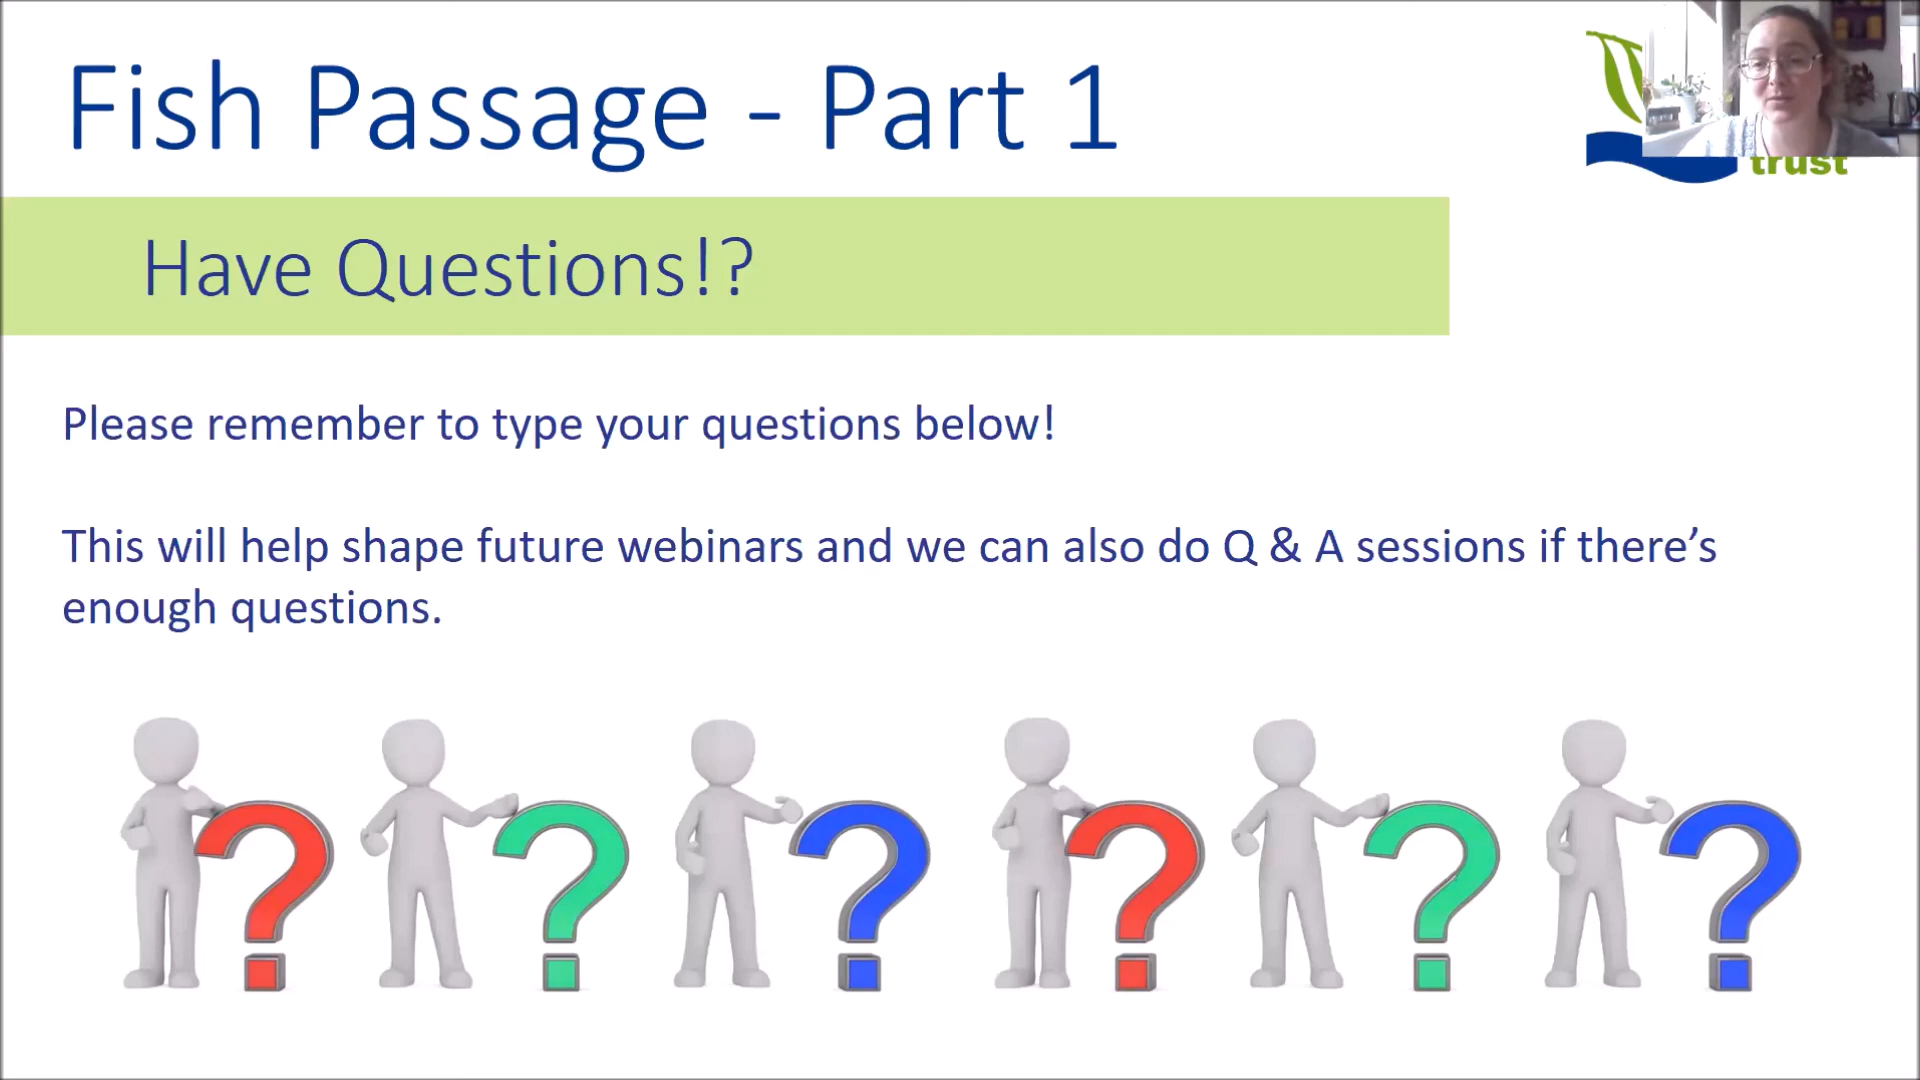 Fish Passage - Part 1
trust
Have Questions!?
Please remember to type your questions below!
This will help shape future webinars and we can also do Q & A sessions if there’s
enough questions.